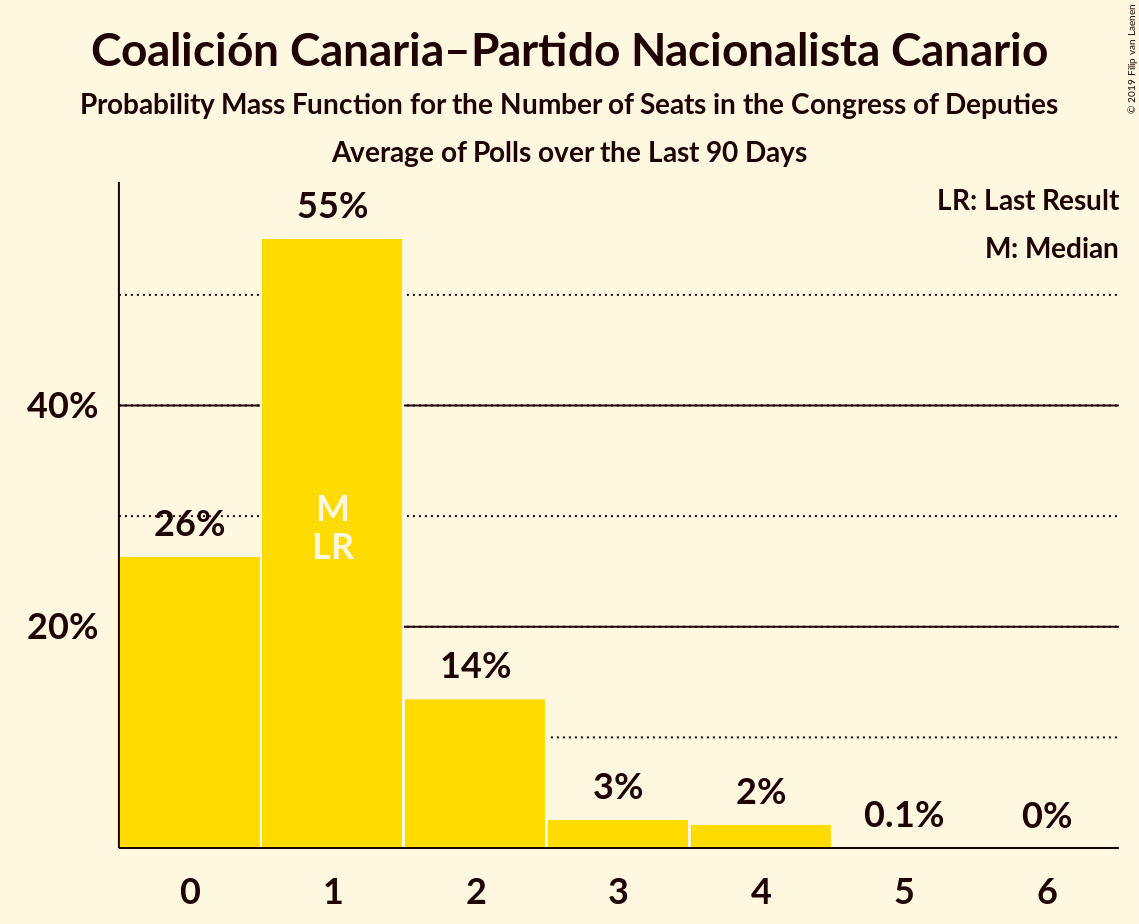 Coalición Canaria–Partido Nacionalista Canario
Probability Mass Function for the Number of Seats in the Congress of Deputies
Average of Polls over the Last 90 Days
© 2019 Filip van Laenen
LR: Last Result
M: Median
55%
40%
26%
M
LR
20%
14%
3%
2%
0.1%
0%
0 1 2 3 4 5 6